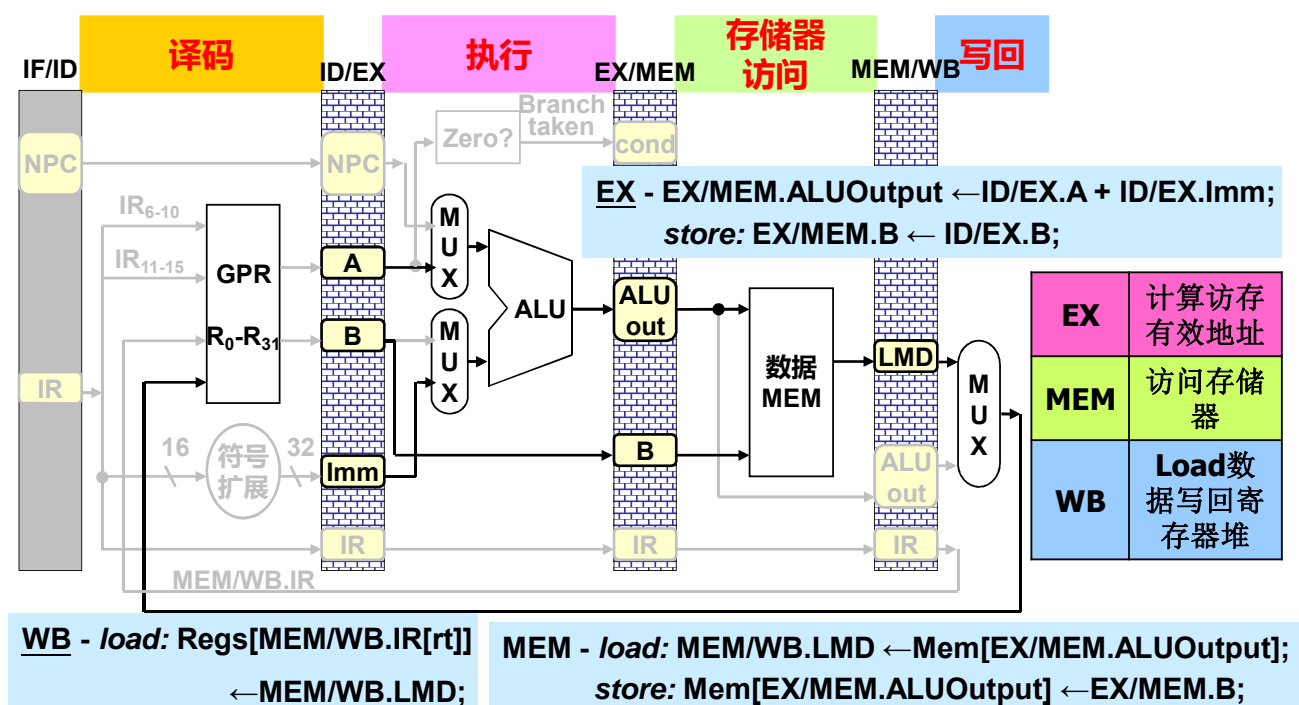 译码
执行
存储器
访问
写回
IF/ID
ID/EX
EX/MEM
MEM/WB
Branch
taken
Zero?
cond
NPC
NPC
EX - EX/MEM.ALUOutput ←ID/EX.A + ID/EX.Imm;
store: EX/MEM.B ← ID/EX.B;
IR6-10
IR11-15
GPR
R0-R31
A
B
M
U
X
M
U
X
ALU
ALU
out
数据
MEM
LMD
M
U
X
EX
计算访存
有效地址
MEM
访问存储
器
WB
Load数
据写回寄
存器堆
IR
16
符号
扩展
32
Imm
B
ALU
out
IR
IR
IR
MEM/WB.IR
WB - load: Regs[MEM/WB.IR[rt]]
←MEM/WB.LMD;
MEM - load: MEM/WB.LMD ←Mem[EX/MEM.ALUOutput];
store: Mem[EX/MEM.ALUOutput] ←EX/MEM.B;